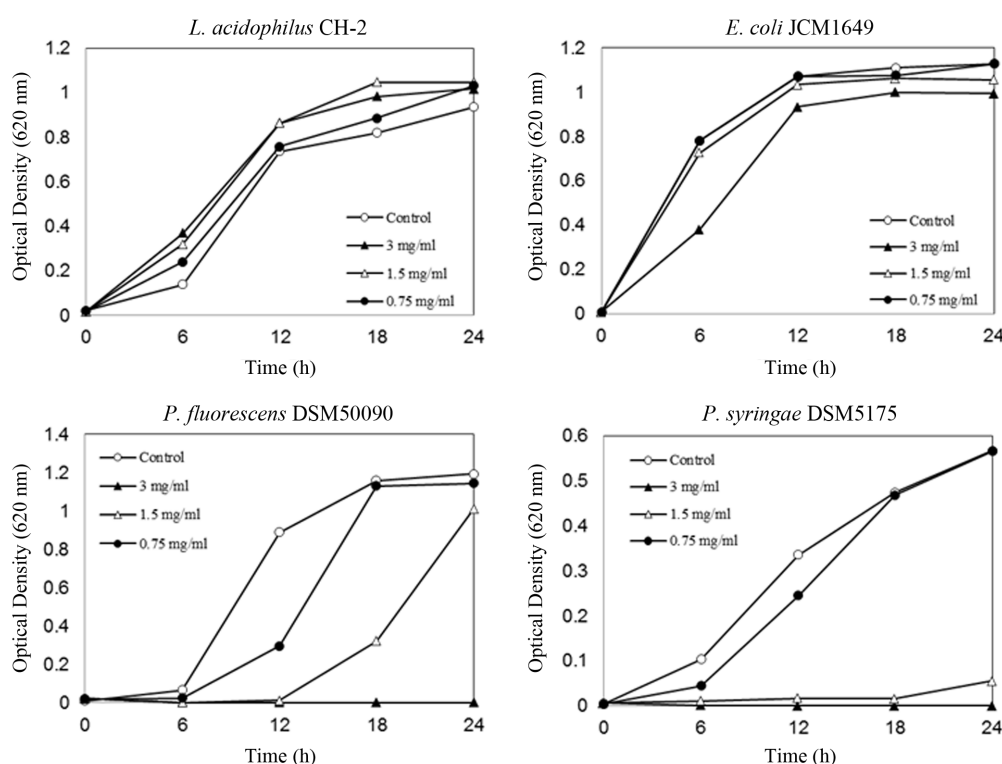 L. acidophilus CH-2
Optical Density (620 nm)
1.2
1
0.8
0.6
0.4
0.2
0
0 6 12 18 24
Time (h)
Control
3 mg/ml
1.5 mg/ml
0.75 mg/ml
E. coli JCM1649
Optical Density (620 nm)
1.2
1
0.8
0.6
0.4
0.2
0
0 6 12 18 24
Time (h)
Control
3 mg/ml
1.5 mg/ml
0.75 mg/ml
P. fluorescens DSM50090
Optical Density (620 nm)
1.4
1.2
1
0.8
0.6
0.4
0.2
0
0 6 12 18 24
Time (h)
Control
3 mg/ml
1.5 mg/ml
0.75 mg/ml
P. syringae DSM5175
Optical Density (620 nm)
0.6
0.5
0.4
0.3
0.2
0.1
0
0 6 12 18 24
Time (h)
Control
3 mg/ml
1.5 mg/ml
0.75 mg/ml